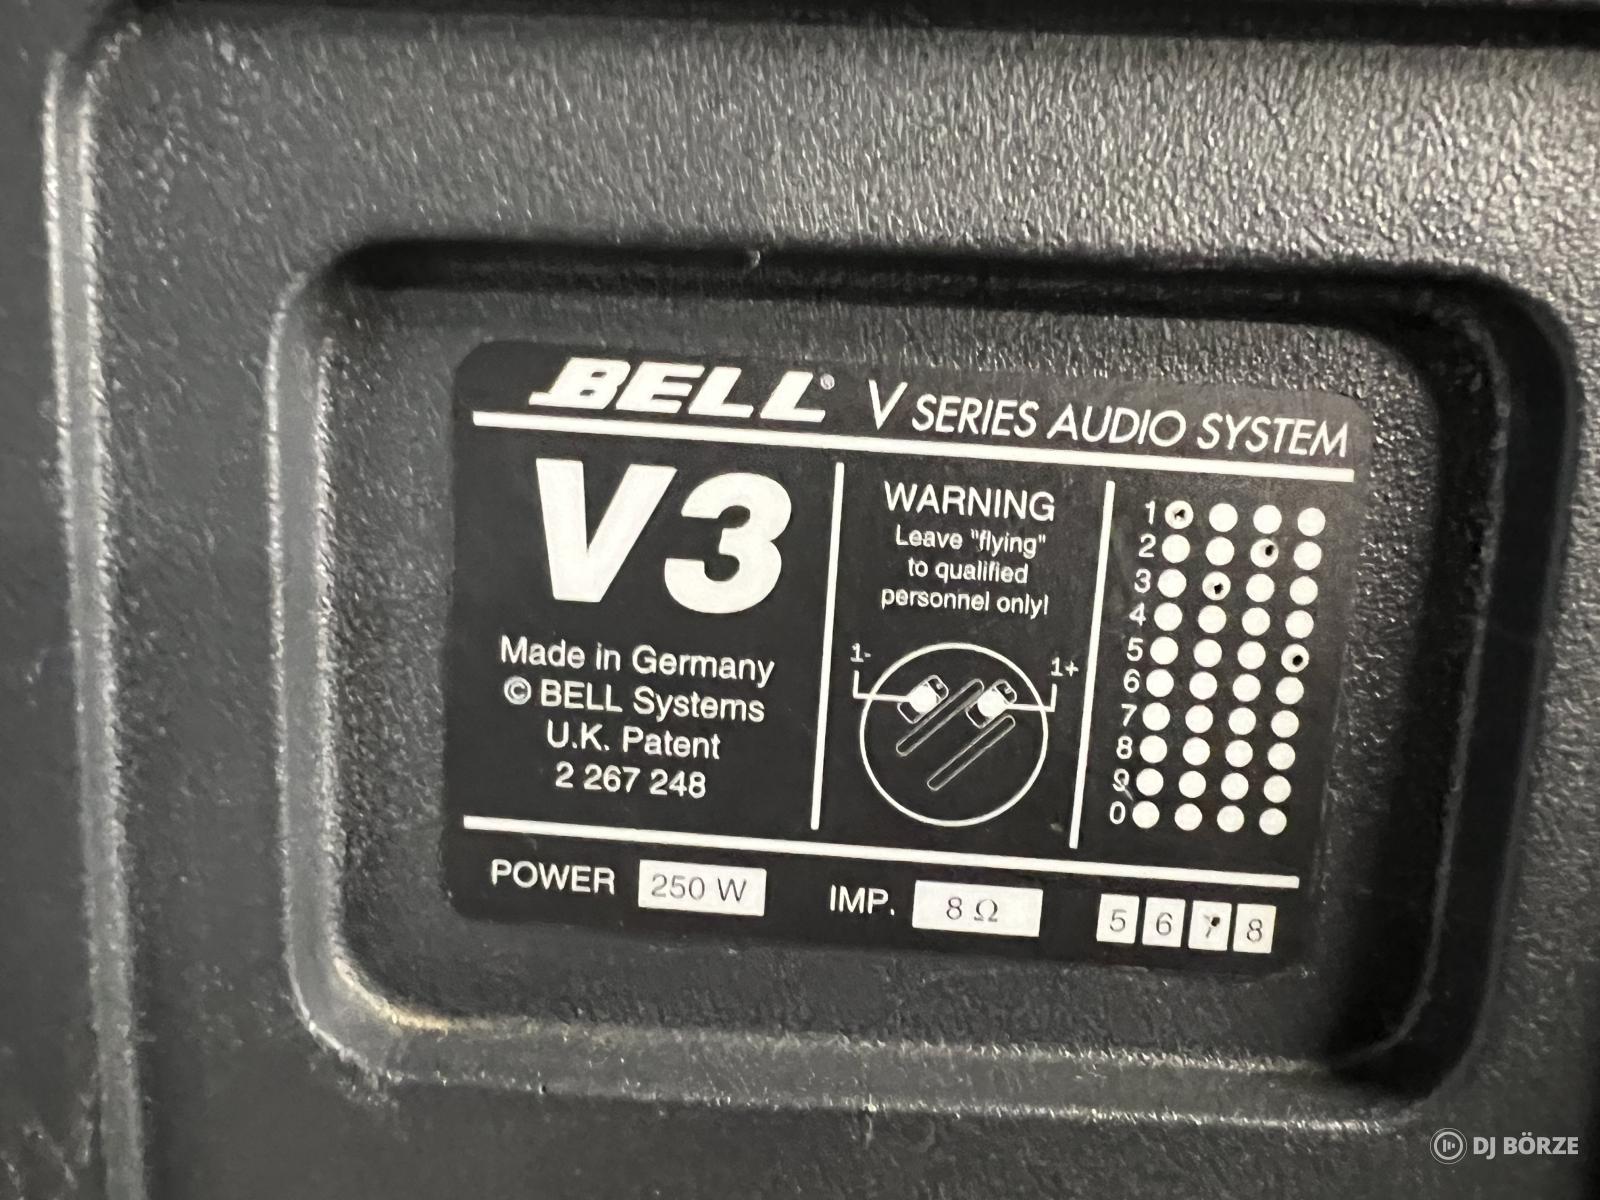 BELL® V SERIES AUDIO SYSTEM
V3
Made in Germany
© BELL Systems
U.K. Patent
2 267 248
WARNING
Leave "flying"
to qualified
personnel only!
1- 1+
1
2
3
4
5
6
7
8
9
0
POWER 250 W IMP. 8 Ω 5 6 7 8
DJ BÖRZE